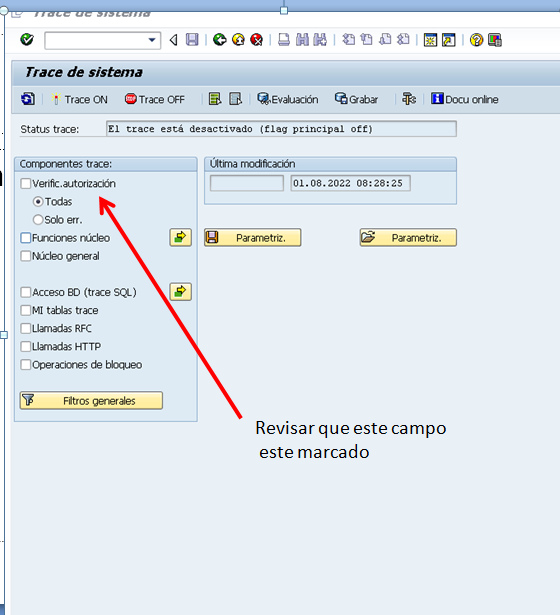 Trace de sistema
Trace de sistema
Trace ON
Trace OFF
Evaluación
Grabar
Docu online
Status trace:
El trace está desactivado (flag principal off)
Componentes trace:
Última modificación
Verific.autorización
01.08.2022 08:28:25
Todas
Solo err.
Funciones núcleo
Parametriz.
Parametriz.
Núcleo general
Acceso BD (trace SQL)
MI tablas trace
Llamadas RFC
Llamadas HTTP
Operaciones de bloqueo
Filtros generales
Revisar que este campo
este marcado